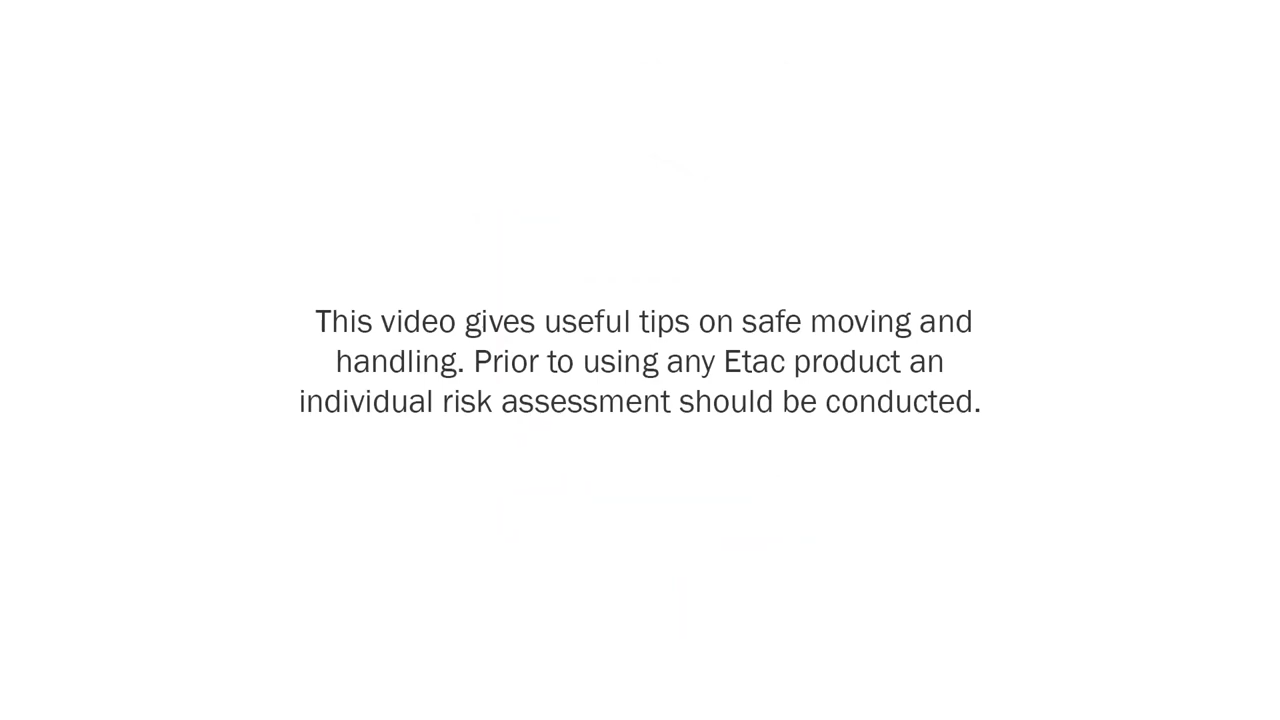 This video gives useful tips on safe moving and
handling. Prior to using any Etac product an
individual risk assessment should be conducted.